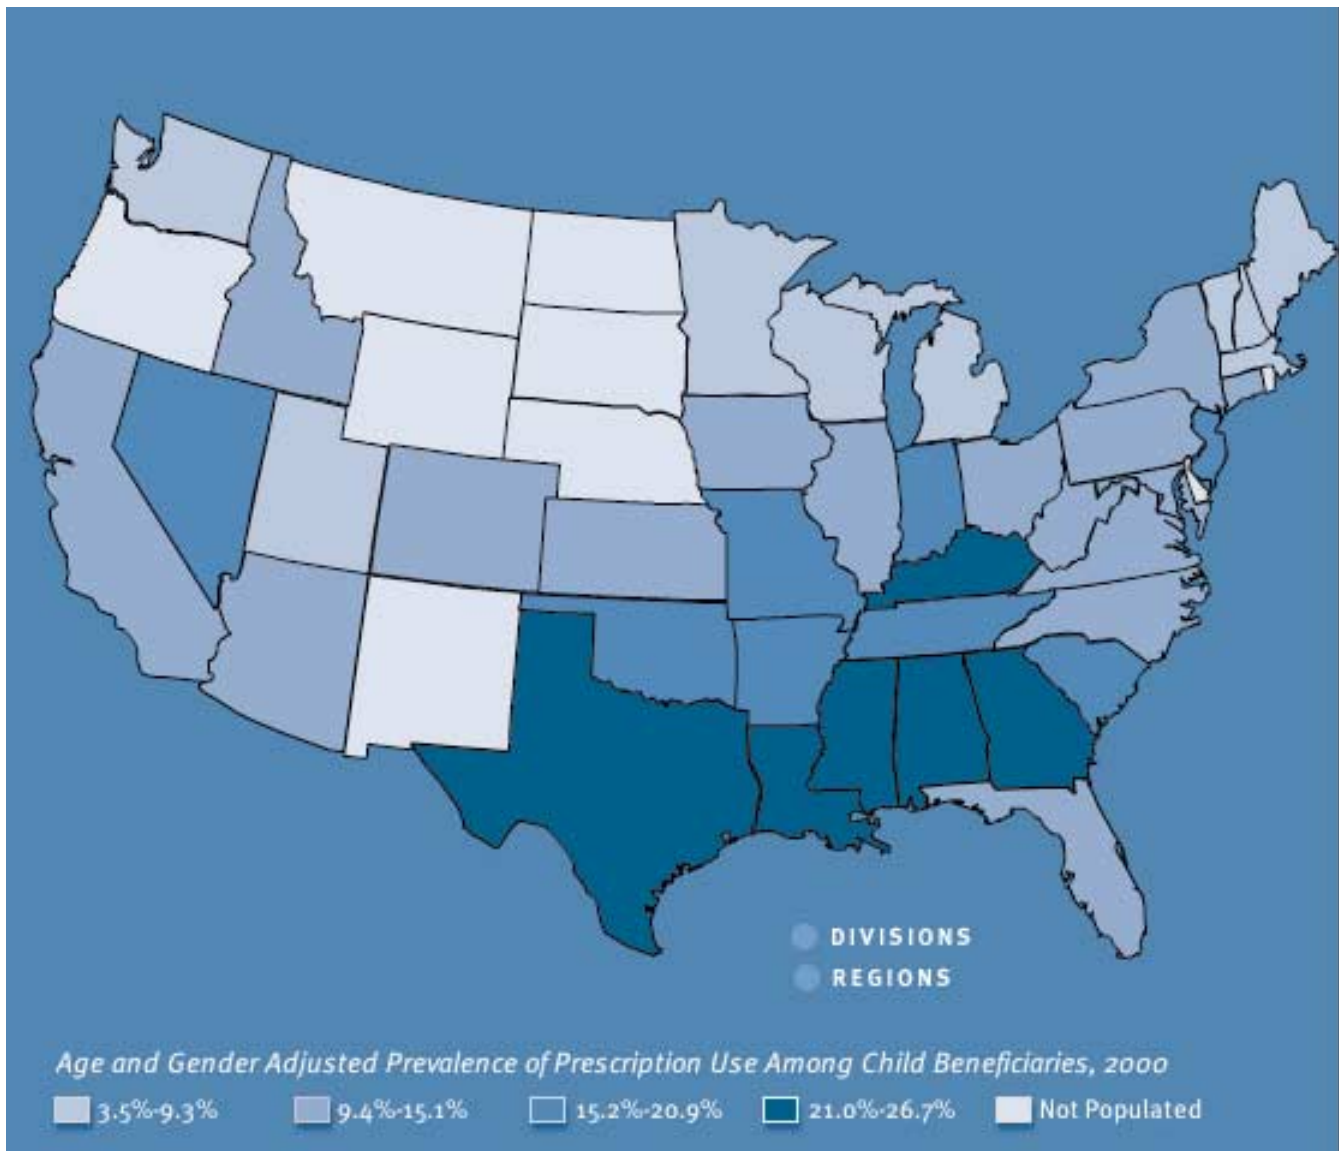 DIVISIONS
REGIONS
Age and Gender Adjusted Prevalence of Prescription Use Among Child Beneficiaries, 2000
3.5%-9.3% 9.4%-15.1% 15.2%-20.9% 21.0%-26.7% Not Populated